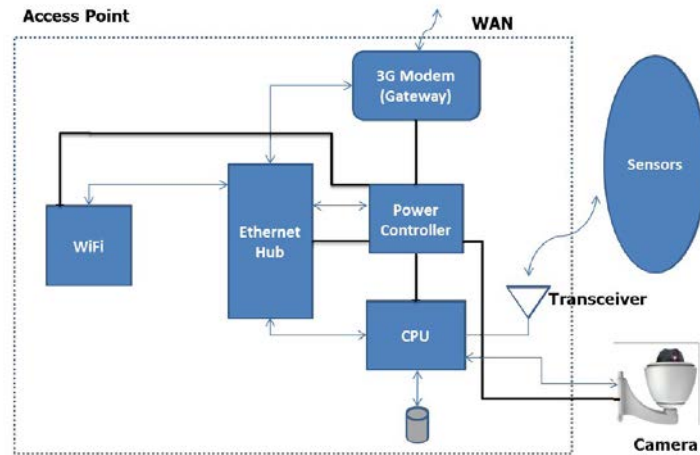 Access Point
WAN
3G Modem
(Gateway)
Sensors
Ethernet
Hub
Power
Controller
WiFi
Transceiver
CPU
Camera